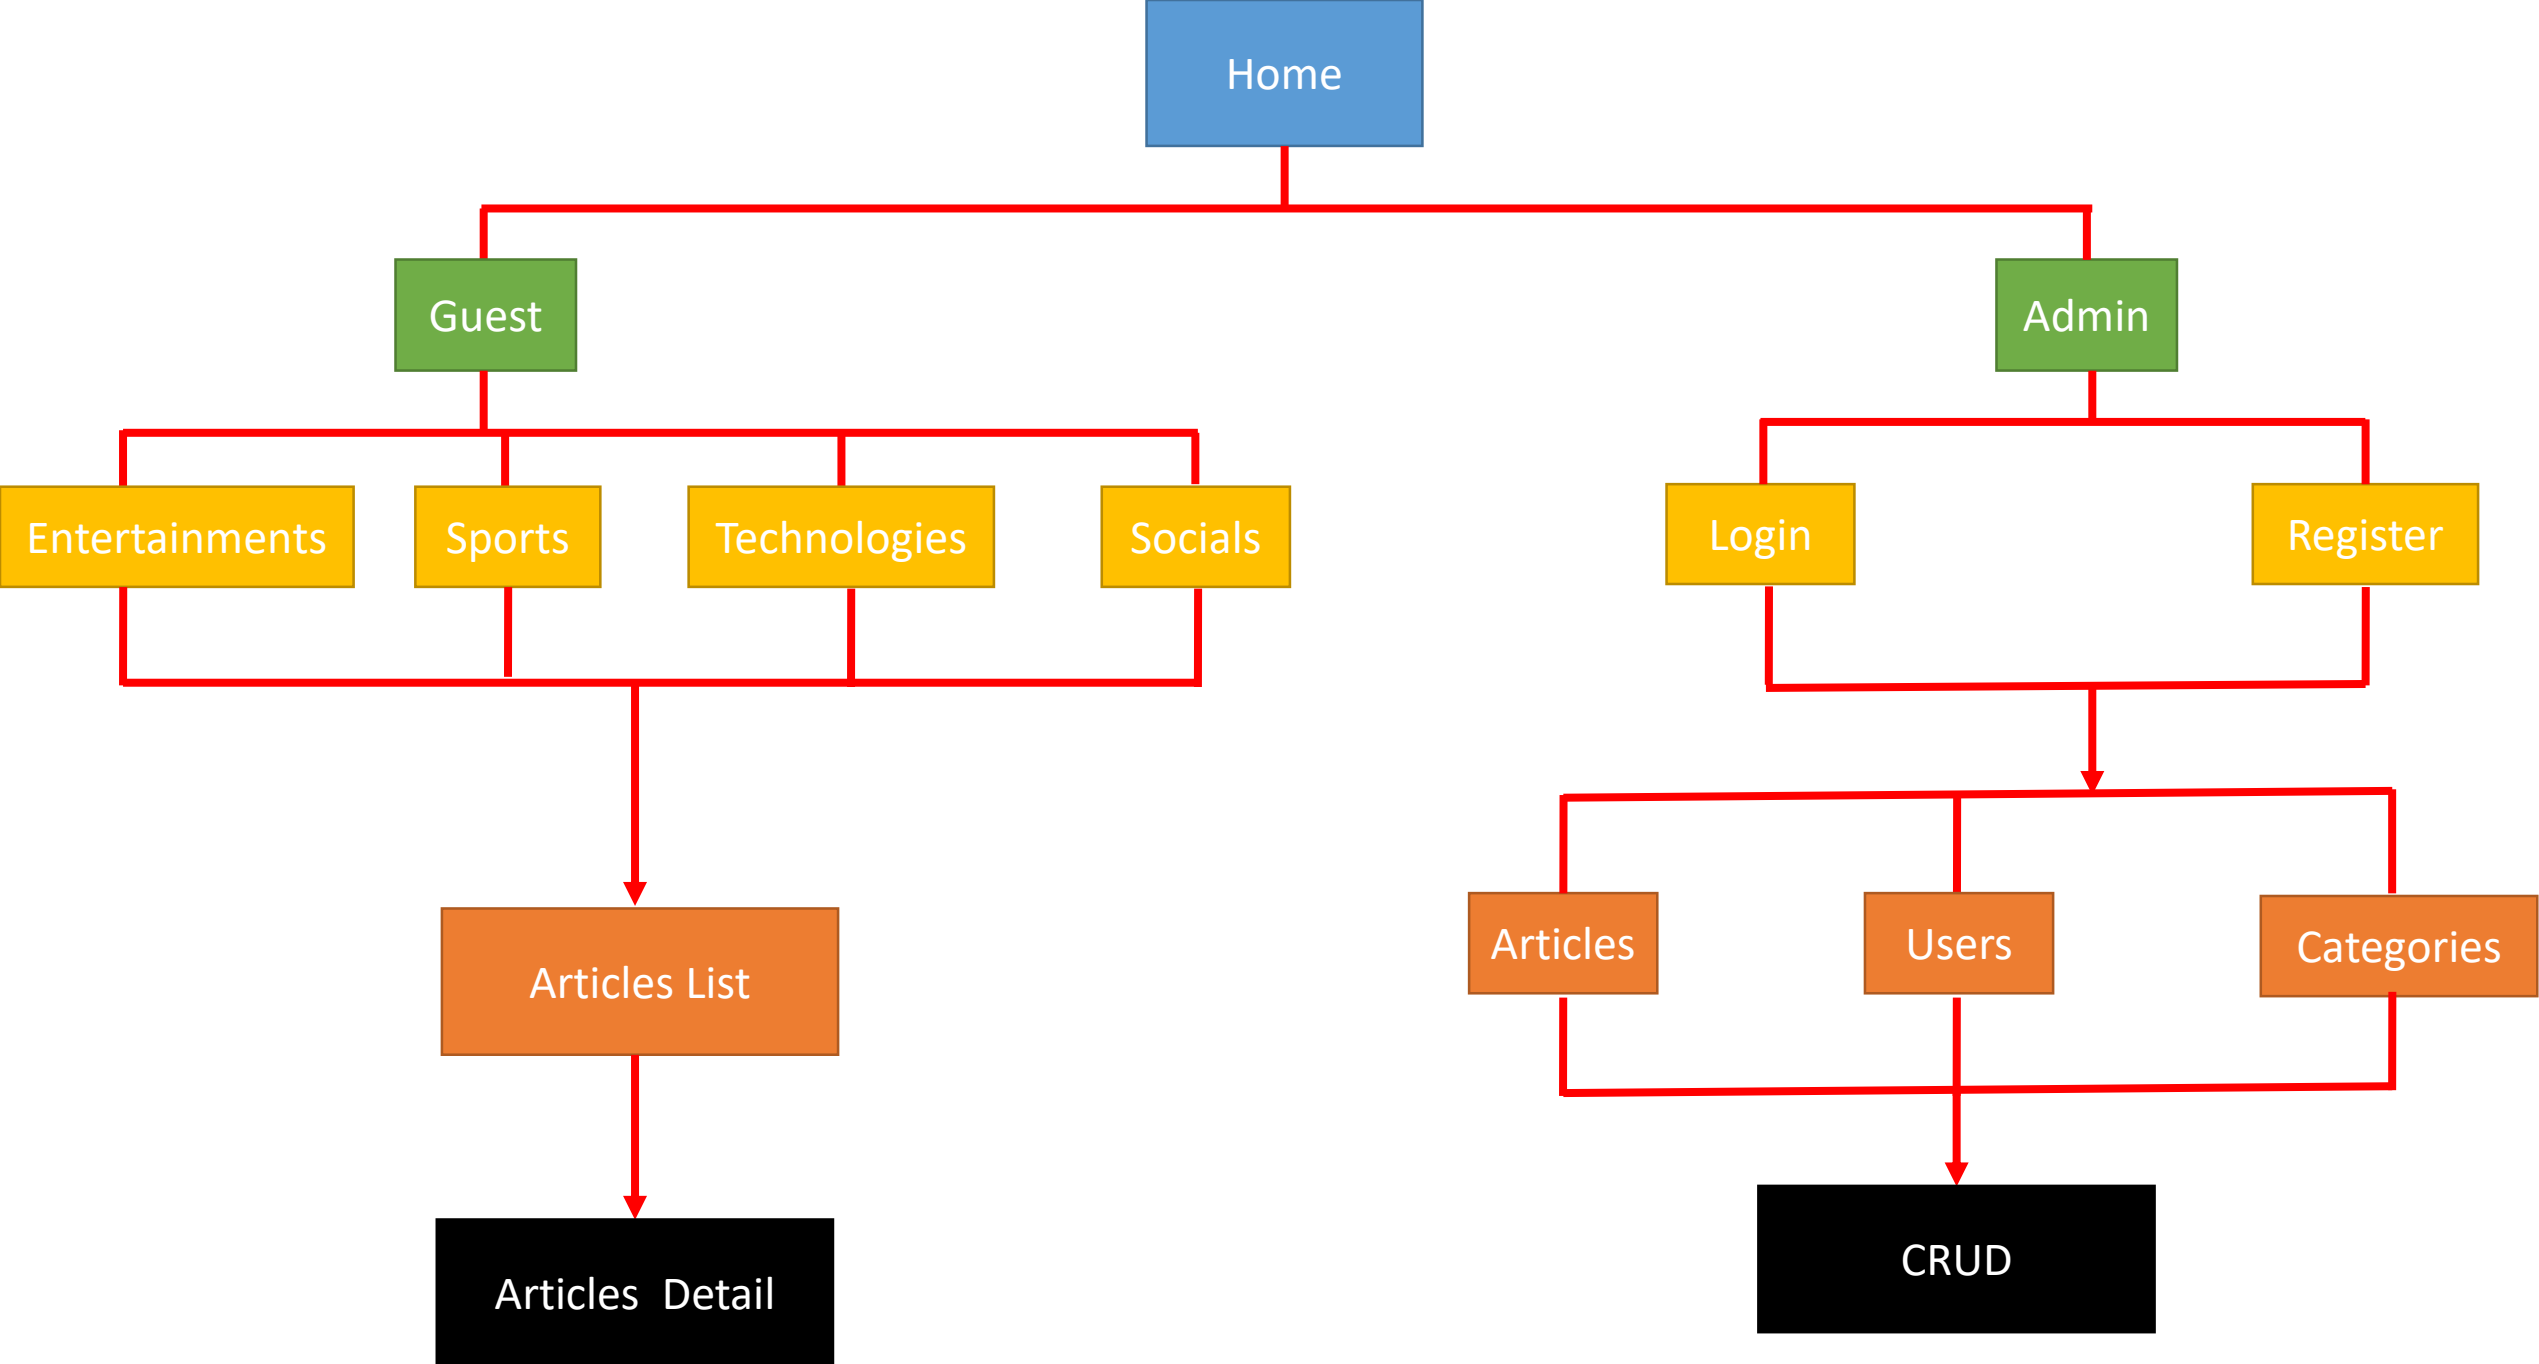 Home
Guest
Admin
Entertainments
Sports
Technologies
Socials
Login
Register
Articles List
Articles
Users
Categories
Articles  Detail
CRUD